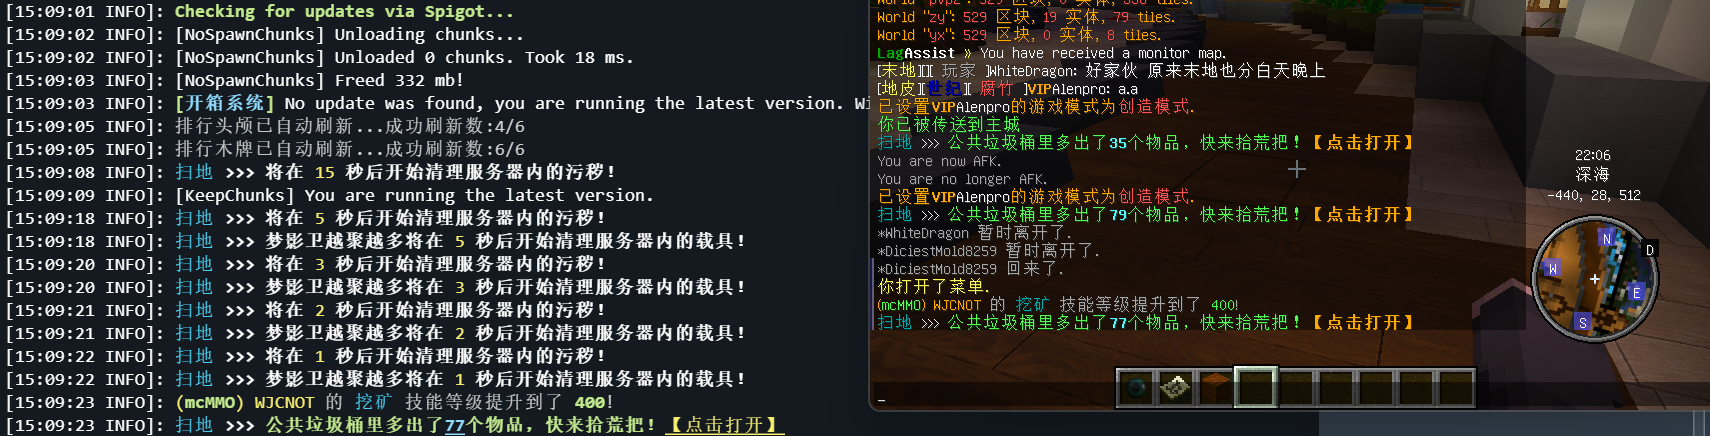 [15:09:01 INFO]: Checking for updates via Spigot...
[15:09:02 INFO]: [NoSpawnChunks] Unloading chunks...
[15:09:02 INFO]: [NoSpawnChunks] Unloaded 0 chunks. Took 18 ms.
[15:09:03 INFO]: [NoSpawnChunks] Freed 332 mb!
[15:09:03 INFO]: [开箱系统] No update was found, you are running the latest version. Wi
[15:09:05 INFO]: 排行头颅已自动刷新...成功刷新数:4/6
[15:09:05 INFO]: 排行木牌已自动刷新...成功刷新数:6/6
[15:09:08 INFO]: 扫地 >>> 将在 15 秒后开始清理服务器内的污秽!
[15:09:09 INFO]: [KeepChunks] You are running the latest version.
[15:09:18 INFO]: 扫地 >>> 将在 5 秒后开始清理服务器内的污秽!
[15:09:18 INFO]: 扫地 >>> 梦影卫越聚越多将在 5 秒后开始清理服务器内的载具!
[15:09:20 INFO]: 扫地 >>> 将在 3 秒后开始清理服务器内的污秽!
[15:09:20 INFO]: 扫地 >>> 梦影卫越聚越多将在 3 秒后开始清理服务器内的载具!
[15:09:21 INFO]: 扫地 >>> 将在 2 秒后开始清理服务器内的污秽!
[15:09:21 INFO]: 扫地 >>> 梦影卫越聚越多将在 2 秒后开始清理服务器内的载具!
[15:09:22 INFO]: 扫地 >>> 将在 1 秒后开始清理服务器内的污秽!
[15:09:22 INFO]: 扫地 >>> 梦影卫越聚越多将在 1 秒后开始清理服务器内的载具!
[15:09:23 INFO]: (mcMMO) WJCNOT 的 挖矿 技能等级提升到了 400!
[15:09:23 INFO]: 扫地 >>> 公共垃圾桶里多出了77个物品，快来拾荒把！【点击打开】
World "pvp2": 529 区块, 0 实体, 338 tiles.
World "zy": 529 区块, 19 实体, 79 tiles.
World "yx": 529 区块, 0 实体, 8 tiles.
LagAssist » You have received a monitor map.
[末地][ 玩家 ]WhiteDragon: 好家伙 原来末地也分白天晚上
[地皮][世纪][ 腐竹 ]VIPAlenpro: a.a
已设置VIPAlenpro的游戏模式为创造模式.
你已被传送到主城
扫地 >>> 公共垃圾桶里多出了35个物品，快来拾荒把！【点击打开】
You are now AFK.
You are no longer AFK.
已设置VIPAlenpro的游戏模式为创造模式.
扫地 >>> 公共垃圾桶里多出了79个物品，快来拾荒把！【点击打开】
*WhiteDragon 暂时离开了.
*DiciestMold8259 暂时离开了.
*DiciestMold8259 回来了.
你打开了菜单.
(mcMMO) WJCNOT 的 挖矿 技能等级提升到了 400!
扫地 >>> 公共垃圾桶里多出了77个物品，快来拾荒把！【点击打开】
_
22:06
深海
-440, 28, 512
N
D
W
E
S